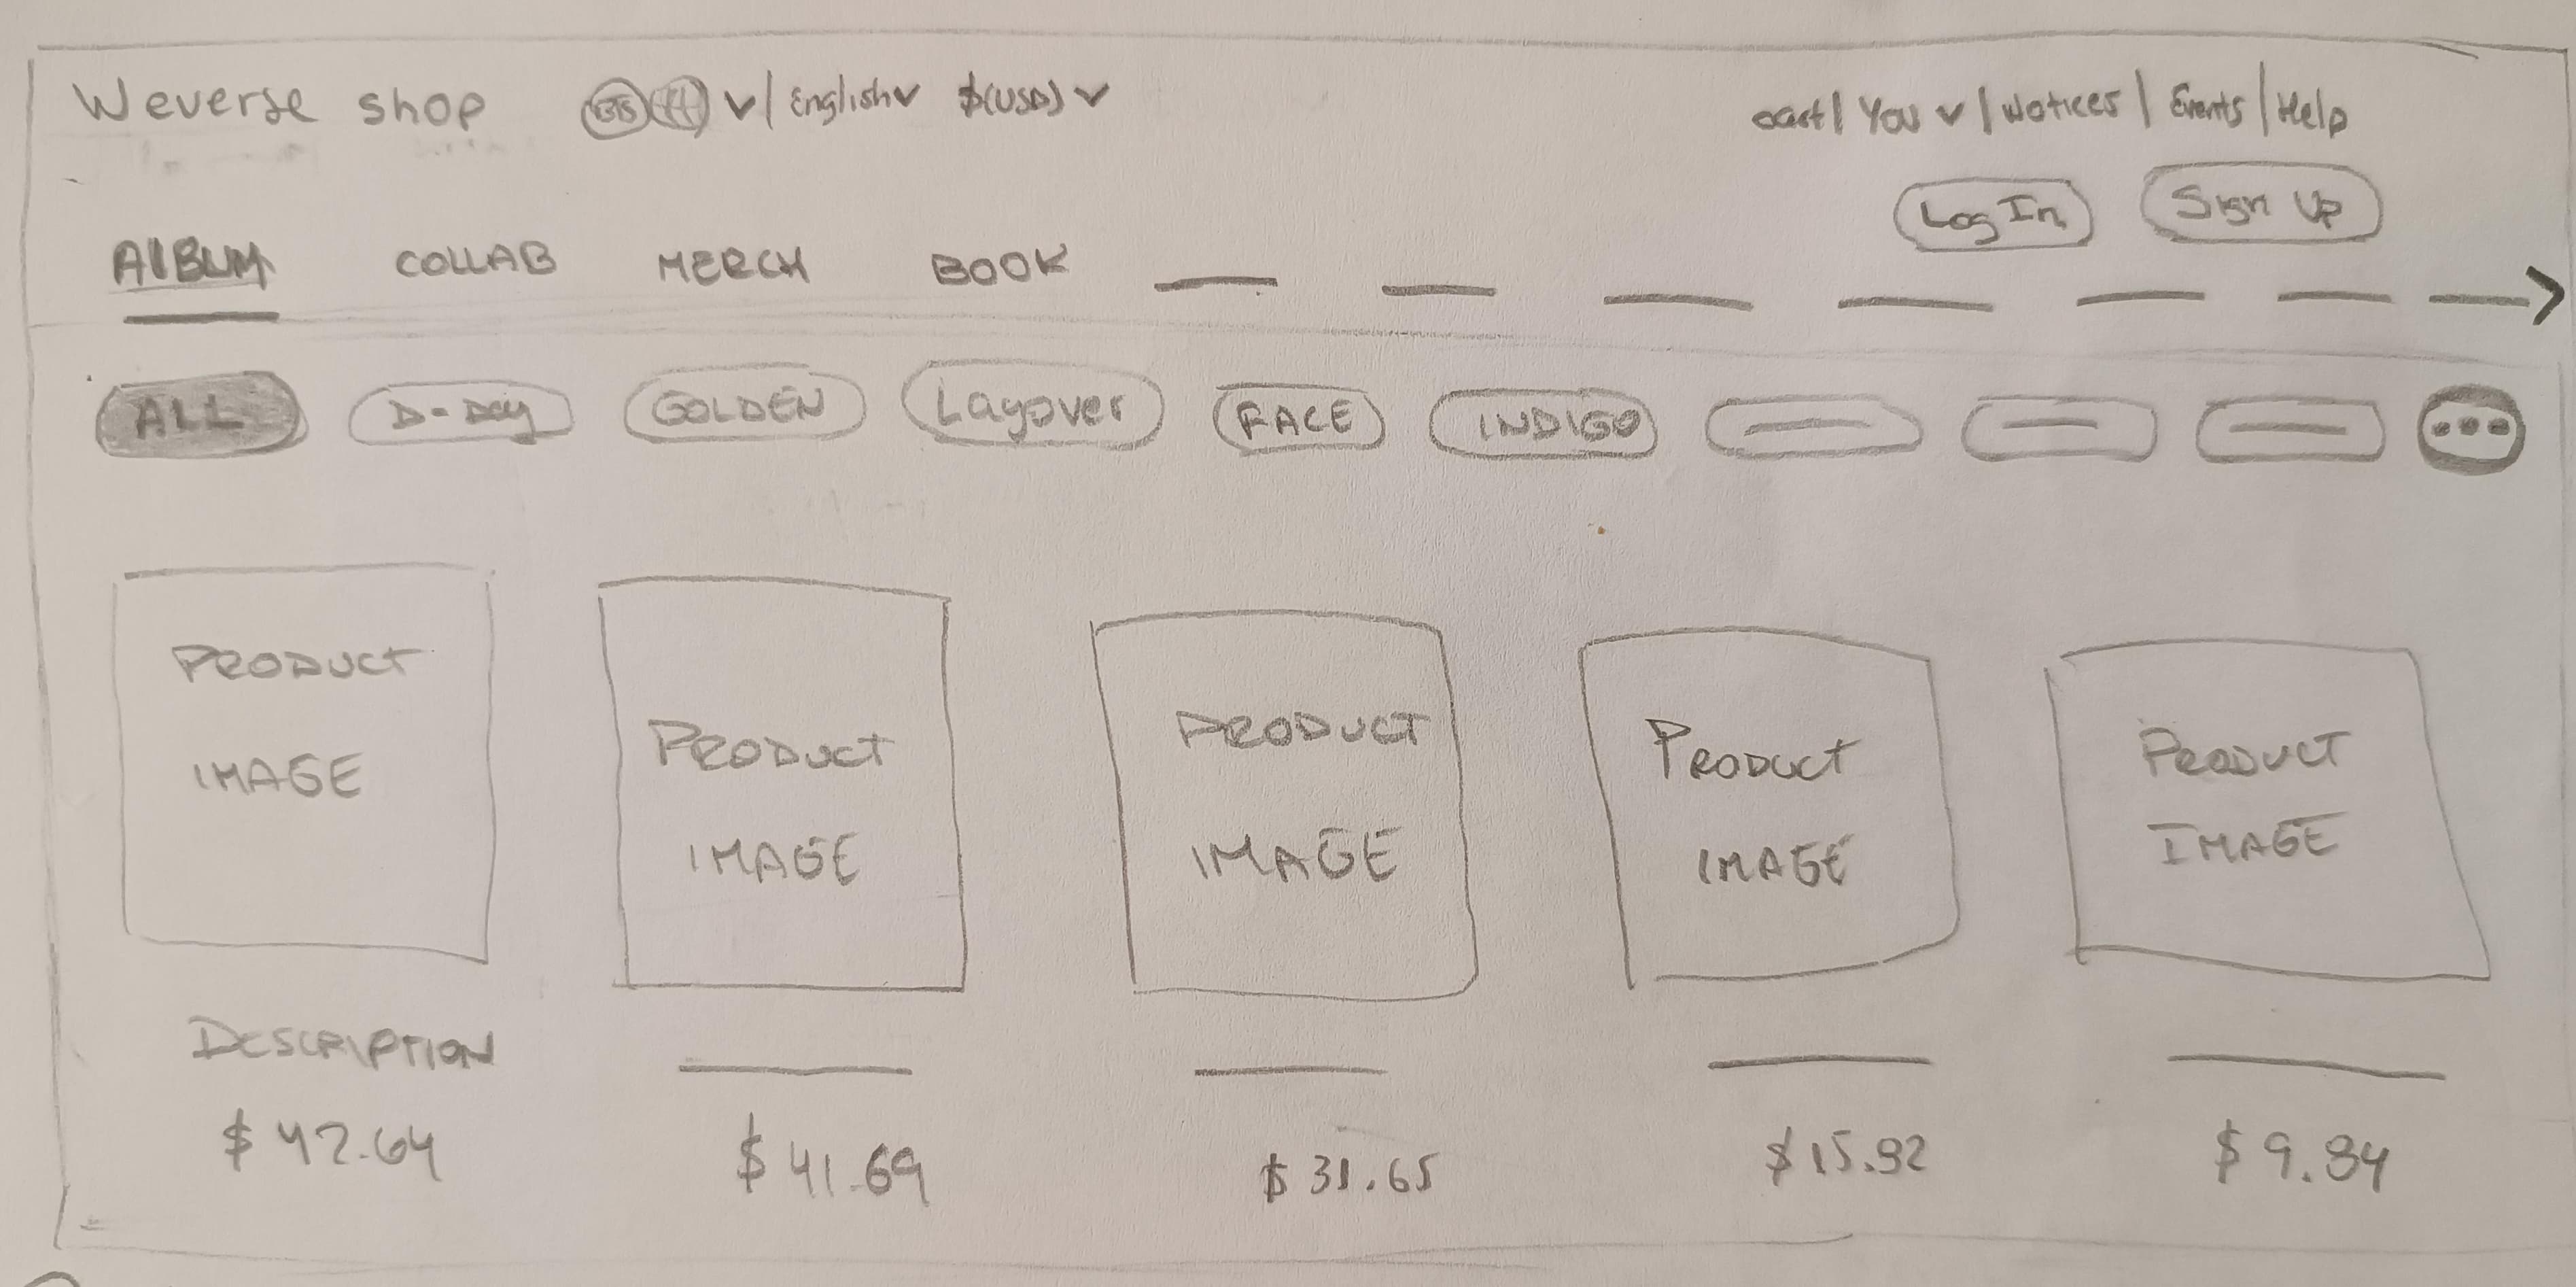 Weverse shop BTS English $(USD) cart | You | Notices | Events | Help
Log In Sign Up
AlBUM COLLAB MERCH BOOK
ALL D-Day GOLDEN Layover FACE INDIGO
PRODUCT
IMAGE
PRODUCT
IMAGE
PRODUCT
IMAGE
PRODUCT
IMAGE
PRODUCT
IMAGE
DESCRIPTION
$ 42.64 $ 41.69 $ 31.65 $ 15.92 $ 9.94